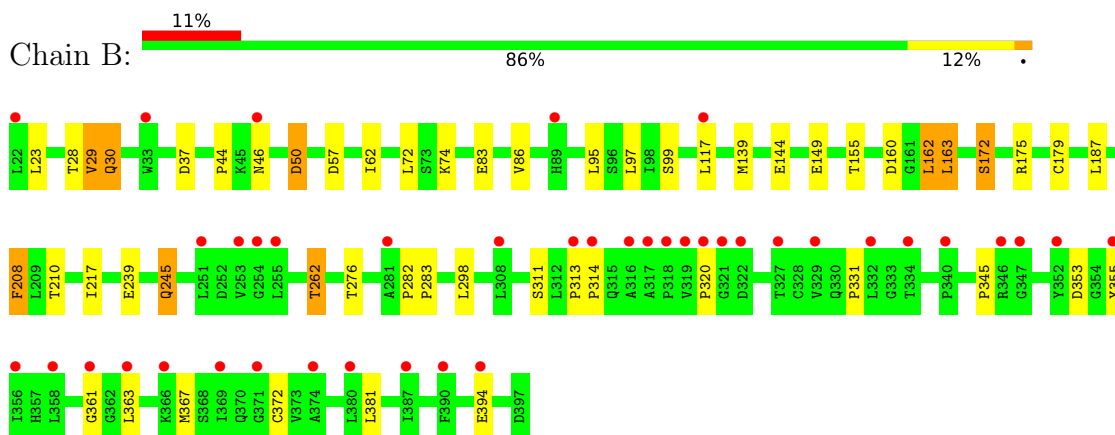 11%
Chain B:
86% 12% •
L22 L23 T28 V29 Q30 W33 D37 P44 K45 N46 D50 D57 I62 L72 S73 K74 E83 V86 H89 L95 S96 L97 I98 S99 L117 M139 E144 E149 T155 D160 G161 L162 L163 S172 R175 C179 L187
F208 L209 T210 I217 E239 Q245 L251 D252 V253 G254 L255 T262 T276 A281 P282 P283 L298 L308 S311 L312 P313 P314 Q315 A316 A317 P318 V319 P320 G321 D322 T327 C328 V329 Q330 P331 L332 G333 T334 P340 P345 R346 G347 Y352 D353 G354
I356 H357 L358 G361 G362 L363 K366 M367 S368 I369 Q370 G371 C372 V373 A374 L380 L381 I387 F390 E394 D397